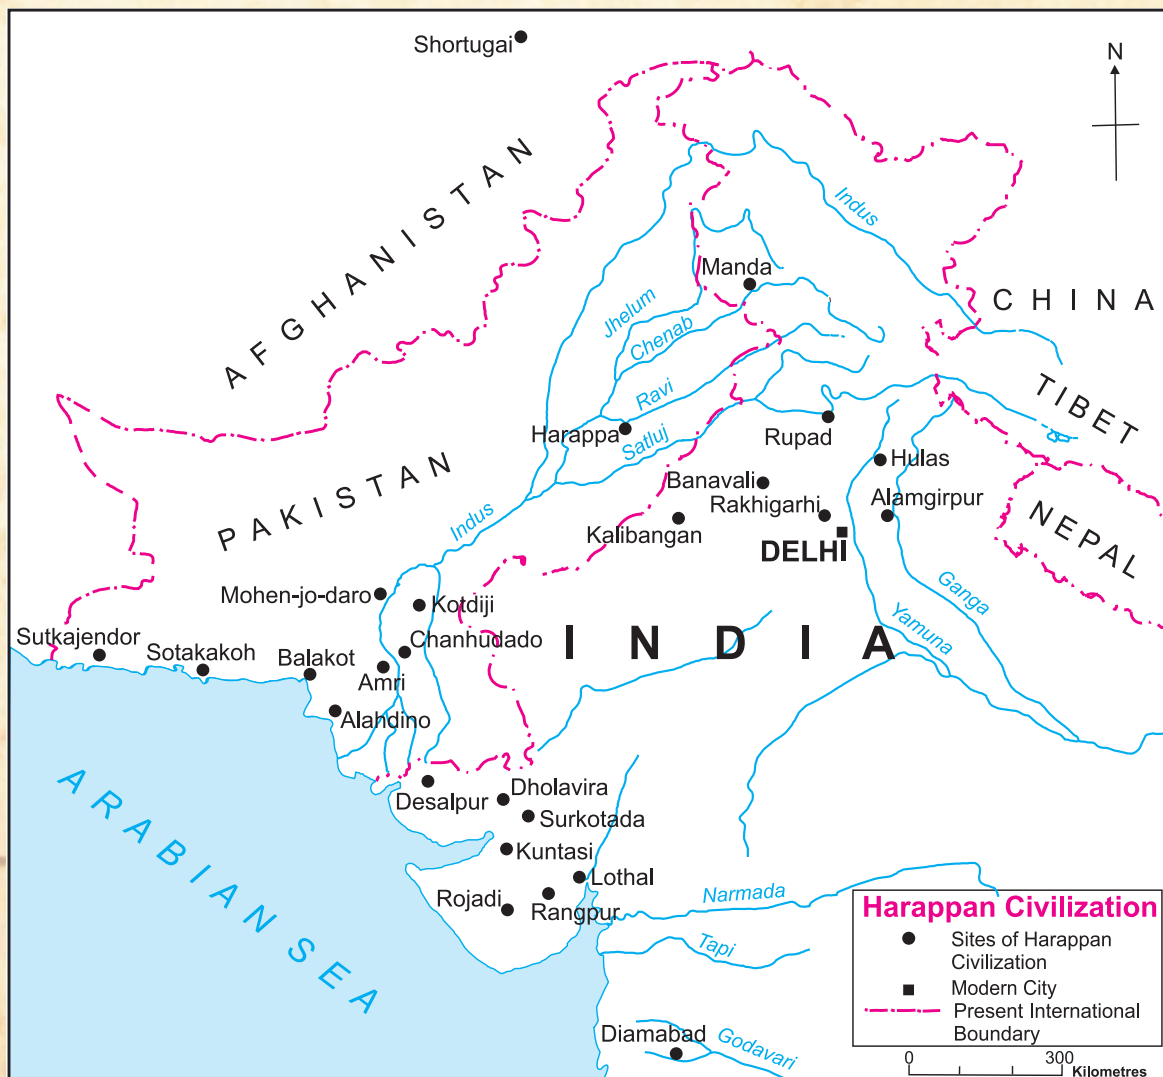 Shortugai
N
AFGHANISTAN
Indus
Manda
CHINA
Jhelum
Chenab
Ravi
TIBET
Harappa
Satluj
Rupad
Hulas
PAKISTAN
Indus
Banavali
Rakhigarhi
Alamgirpur
Kalibangan
DELHI
NEPAL
Mohen-jo-daro
Kotdiji
Ganga
Yamuna
Sutkajendor
Sotakakoh
Balakot
Chanhudado
INDIA
Amri
Alahdino
ARABIAN SEA
Desalpur
Dholavira
Surkotada
Kuntasi
Lothal
Rojadi
Rangpur
Narmada
Tapi
Diamabad
Godavari
Harappan Civilization
Sites of Harappan
Civilization
Modern City
Present International
Boundary
0 300
Kilometres